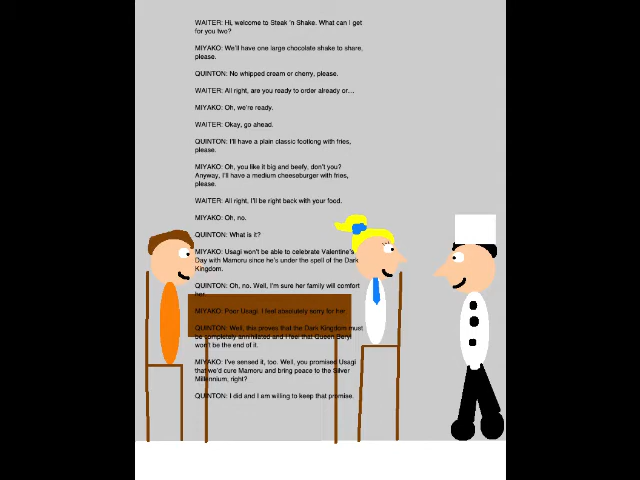 WAITER: Hi, welcome to Steak 'n Shake. What can I get
for you two?
MIYAKO: We'll have one large chocolate shake to share,
please.
QUINTON: No whipped cream or cherry, please.
WAITER: All right, are you ready to order already or...
MIYAKO: Oh, we're ready.
WAITER: Okay, go ahead.
QUINTON: I'll have a plain classic footlong with fries,
please.
MIYAKO: Oh, you like it big and beefy, don't you?
Anyway, I'll have a medium cheeseburger with fries,
please.
WAITER: All right, I'll be right back with your food.
MIYAKO: Oh, no.
QUINTON: What is it?
MIYAKO: Usagi won't be able to celebrate Valentine's
Day with Mamoru since he's under the spell of the Dark
Kingdom.
QUINTON: Oh, no. Well, I'm sure her family will comfort
her.
MIYAKO: Poor Usagi. I feel absolutely sorry for her.
QUINTON: Well, this proves that the Dark Kingdom must
be completely annihilated and I feel that Queen Beryl
won't be the end of it.
MIYAKO: I've sensed it, too. Well, you promised Usagi
that we'd cure Mamoru and bring peace to the Silver
Millennium, right?
QUINTON: I did and I am willing to keep that promise.